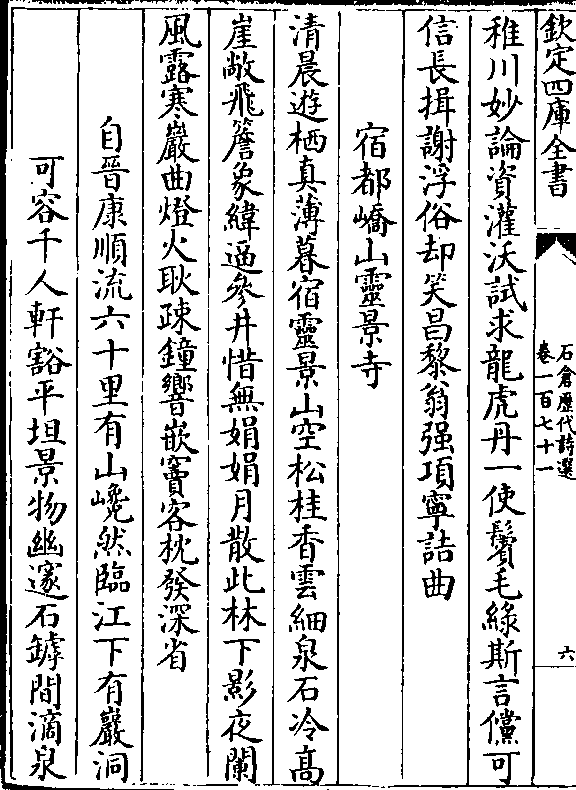 欽定四庫全書
石倉歷代詩選
卷一百七十一
六
稚川妙論資灌沃試求龍虎丹一使鬢毛綠斯言儻可
信長揖謝浮俗却笑昌黎翁强項寧詰曲
宿都嶠山靈景寺
清晨遊栖真薄暮宿靈景山空松桂香雲細泉石冷高
崖敞飛簷象緯逼參井惜無娟娟月散此林下影夜闌
風露寒巖曲燈火耿疎鐘響嵌竇客枕發深省
自晉康順流六十里有山巉然臨江下有巖洞
可容千人軒豁平坦景物幽邃石罅間滴泉